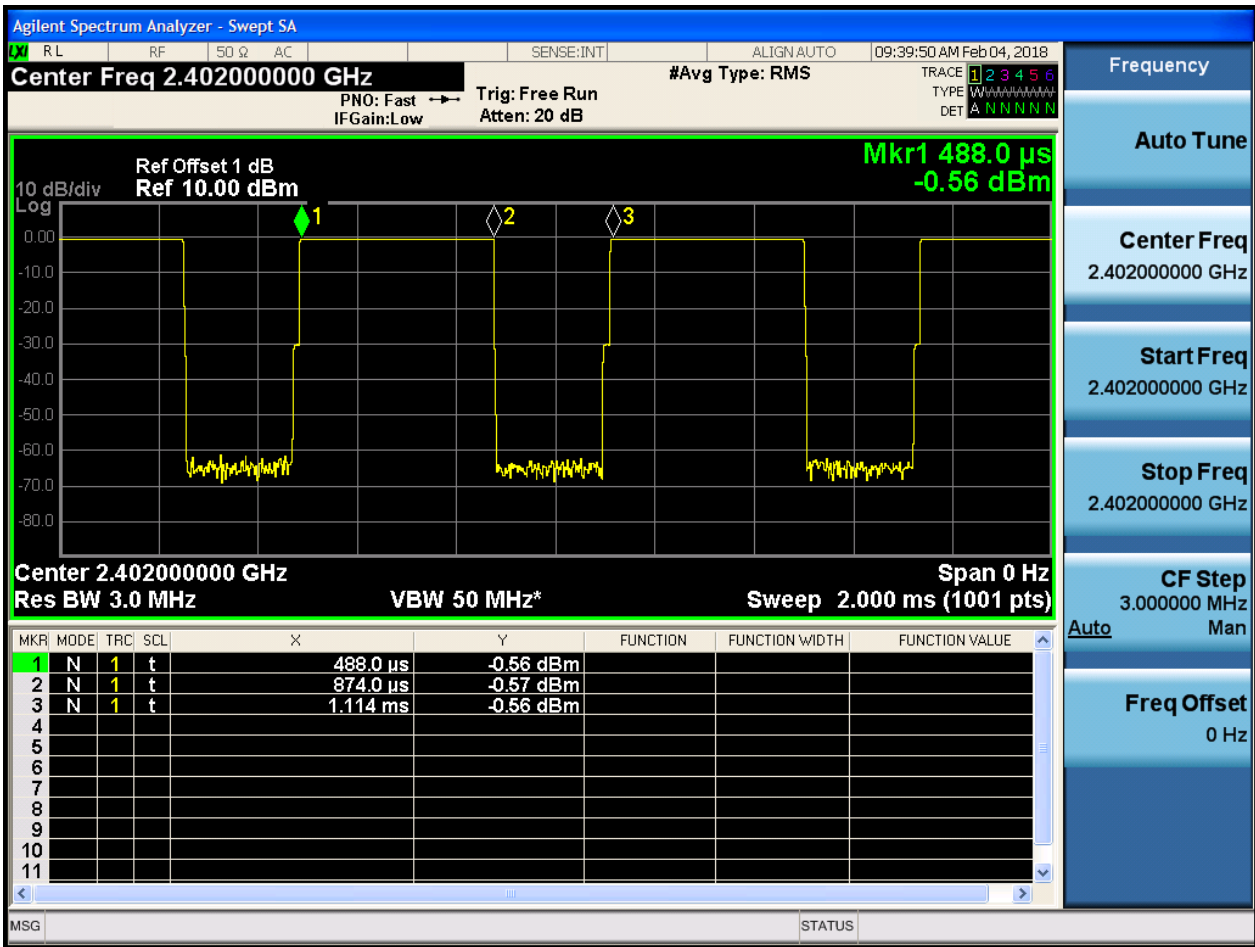 Agilent Spectrum Analyzer - Swept SA
LXI RL RF 50 Ω AC SENSE:INT ALIGN AUTO 09:39:50 AM Feb 04, 2018
Center Freq 2.402000000 GHz
PNO: Fast
IFGain:Low
Trig: Free Run
Atten: 20 dB
#Avg Type: RMS
TRACE 1 2 3 4 5 6
TYPE WWWWWW
DET A N N N N N
Mkr1 488.0 µs
-0.56 dBm
Ref Offset 1 dB
10 dB/div Ref 10.00 dBm
Log
1 2 3
0.00
-10.0
-20.0
-30.0
-40.0
-50.0
-60.0
-70.0
-80.0
Center 2.402000000 GHz Span 0 Hz
Res BW 3.0 MHz VBW 50 MHz* Sweep 2.000 ms (1001 pts)
MKR MODE TRC SCL X Y FUNCTION FUNCTION WIDTH FUNCTION VALUE
1 N 1 t 488.0 µs -0.56 dBm
2 N 1 t 874.0 µs -0.57 dBm
3 N 1 t 1.114 ms -0.56 dBm
4
5
6
7
8
9
10
11
MSG STATUS
Frequency
Auto Tune
Center Freq
2.402000000 GHz
Start Freq
2.402000000 GHz
Stop Freq
2.402000000 GHz
CF Step
3.000000 MHz
Auto Man
Freq Offset
0 Hz